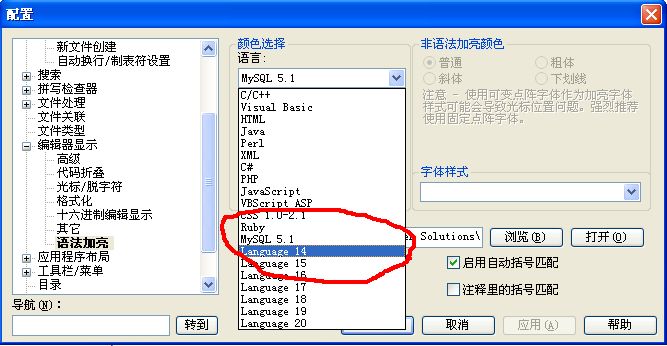 配置
新文件创建
自动换行/制表符设置
搜索
拼写检查器
文件处理
文件关联
文件类型
编辑器显示
高级
代码折叠
光标/脱字符
格式化
十六进制编辑显示
其它
语法加亮
应用程序布局
工具栏/菜单
目录
导航(N):
转到
颜色选择
语言:
MySQL 5.1
C/C++
Visual Basic
HTML
Java
Perl
XML
C#
PHP
JavaScript
VBScript ASP
CSS 1.0-2.1
Ruby
MySQL 5.1
Language 14
Language 15
Language 16
Language 17
Language 18
Language 19
Language 20
非语法加亮颜色
普通
粗体
斜体
下划线
注意 - 使用可变点阵字体作为加亮字体
样式可能会导致光标位置问题。强烈推荐
使用固定点阵字体。
字体样式
Solutions\
浏览(B)
打开(O)
启用自动括号匹配
注释里的括号匹配
取消
应用(A)
帮助